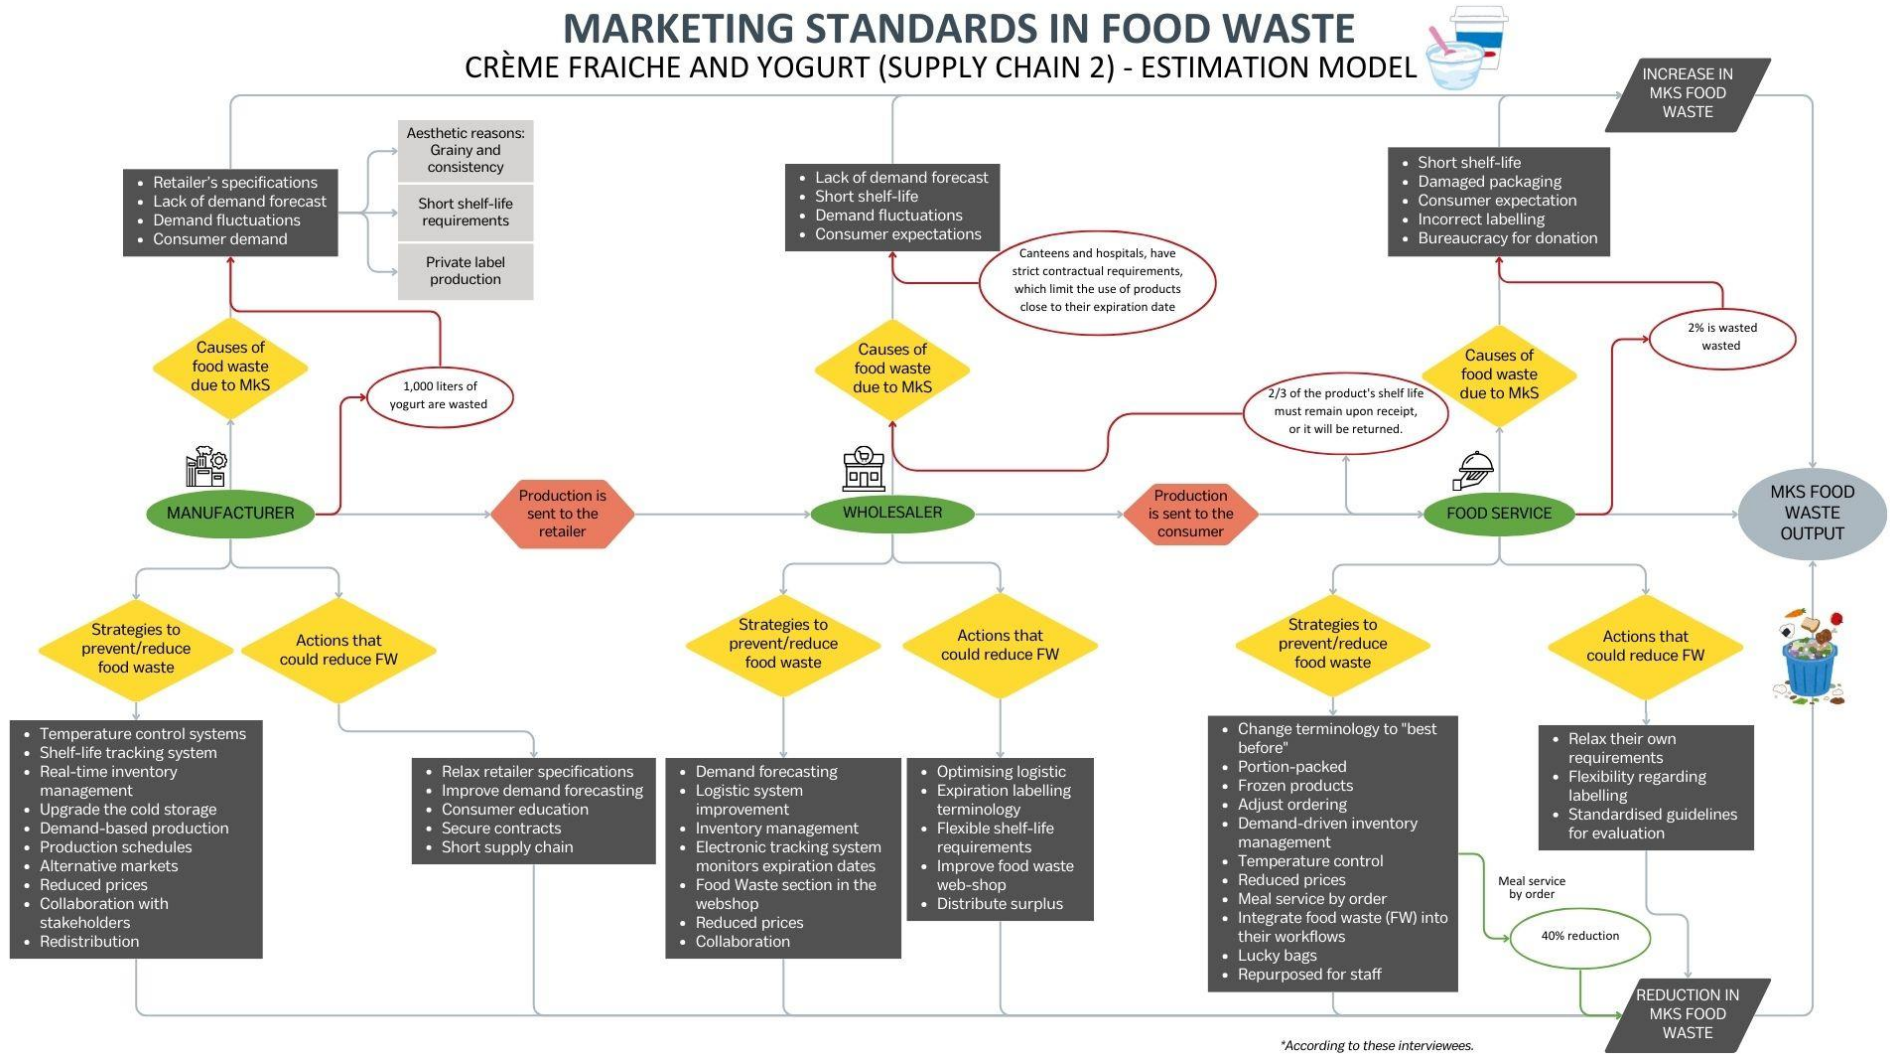 MARKETING STANDARDS IN FOOD WASTE
CRÈME FRAICHE AND YOGURT (SUPPLY CHAIN 2) - ESTIMATION MODEL
INCREASE IN
MKS FOOD
WASTE
Aesthetic reasons:
Grainy and
consistency
Short shelf-life
requirements
Private label
production
• Retailer's specifications
• Lack of demand forecast
• Demand fluctuations
• Consumer demand
• Lack of demand forecast
• Short shelf-life
• Demand fluctuations
• Consumer expectations
• Short shelf-life
• Damaged packaging
• Consumer expectation
• Incorrect labelling
• Bureaucracy for donation
Canteens and hospitals, have
strict contractual requirements,
which limit the use of products
close to their expiration date
2% is wasted
wasted
Causes of
food waste
due to MkS
1,000 liters of
yogurt are wasted
Causes of
food waste
due to MkS
2/3 of the product's shelf life
must remain upon receipt,
or it will be returned.
Causes of
food waste
due to MkS
MANUFACTURER
Production is
sent to the
retailer
WHOLESALER
Production
is sent to the
consumer
FOOD SERVICE
MKS FOOD
WASTE
OUTPUT
Strategies to
prevent/reduce
food waste
Actions that
could reduce FW
Strategies to
prevent/reduce
food waste
Actions that
could reduce FW
Strategies to
prevent/reduce
food waste
Actions that
could reduce FW
• Temperature control systems
• Shelf-life tracking system
• Real-time inventory
management
• Upgrade the cold storage
• Demand-based production
• Production schedules
• Alternative markets
• Reduced prices
• Collaboration with
stakeholders
• Redistribution
• Relax retailer specifications
• Improve demand forecasting
• Consumer education
• Secure contracts
• Short supply chain
• Demand forecasting
• Logistic system
improvement
• Inventory management
• Electronic tracking system
monitors expiration dates
• Food Waste section in the
webshop
• Reduced prices
• Collaboration
• Optimising logistic
• Expiration labelling
terminology
• Flexible shelf-life
requirements
• Improve food waste
web-shop
• Distribute surplus
• Change terminology to "best
before"
• Portion-packed
• Frozen products
• Adjust ordering
• Demand-driven inventory
management
• Temperature control
• Reduced prices
• Meal service by order
• Integrate food waste (FW) into
their workflows
• Lucky bags
• Repurposed for staff
• Relax their own
requirements
• Flexibility regarding
labelling
• Standardised guidelines
for evaluation
Meal service
by order
40% reduction
REDUCTION IN
MKS FOOD
WASTE
*According to these interviewees.